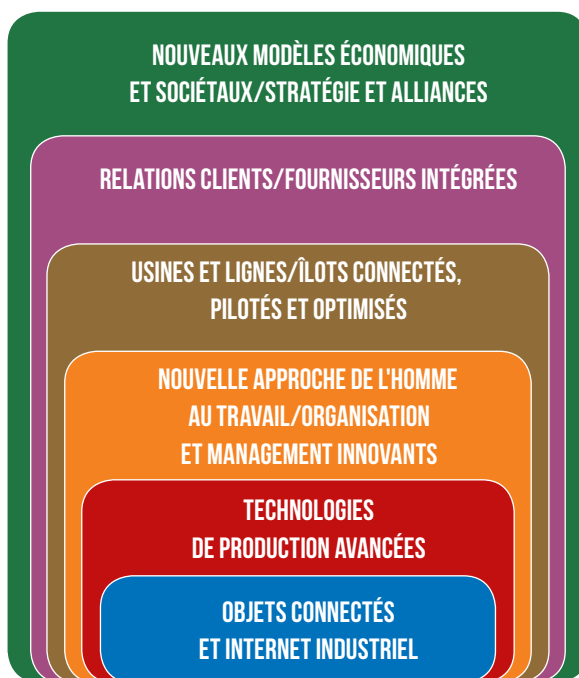 NOUVEAUX MODÈLES ÉCONOMIQUES
ET SOCIÉTAUX/STRATÉGIE ET ALLIANCES
RELATIONS CLIENTS/FOURNISSEURS INTÉGRÉES
USINES ET LIGNES/ÎLOTS CONNECTÉS,
PILOTÉS ET OPTIMISÉS
NOUVELLE APPROCHE DE L'HOMME
AU TRAVAIL/ORGANISATION
ET MANAGEMENT INNOVANTS
TECHNOLOGIES
DE PRODUCTION AVANCÉES
OBJETS CONNECTÉS
ET INTERNET INDUSTRIEL